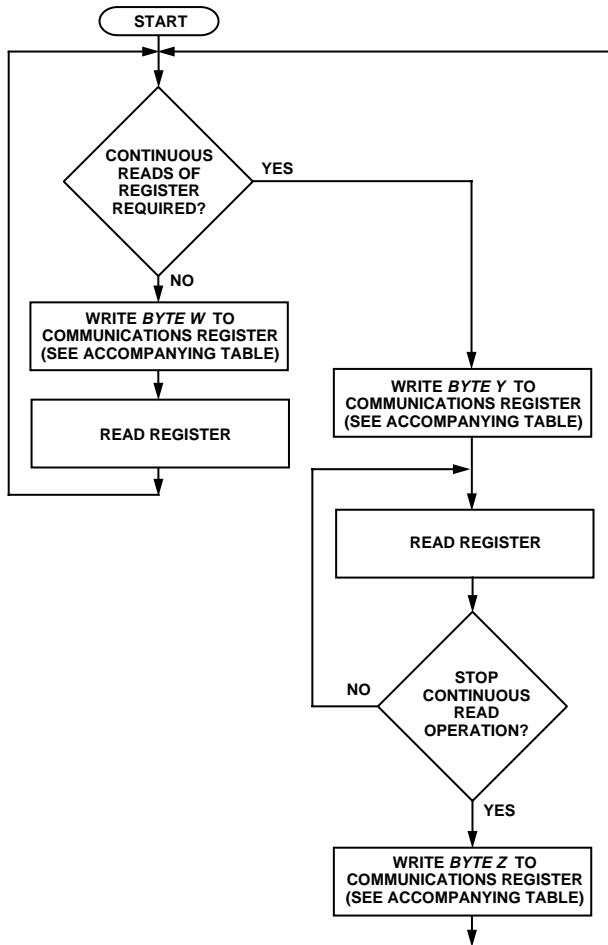 START
CONTINUOUS
READS OF
REGISTER
REQUIRED?
YES
NO
WRITE BYTE W TO
COMMUNICATIONS REGISTER
(SEE ACCOMPANYING TABLE)
READ REGISTER
WRITE BYTE Y TO
COMMUNICATIONS REGISTER
(SEE ACCOMPANYING TABLE)
READ REGISTER
STOP
CONTINUOUS
READ
OPERATION?
NO
YES
WRITE BYTE Z TO
COMMUNICATIONS REGISTER
(SEE ACCOMPANYING TABLE)